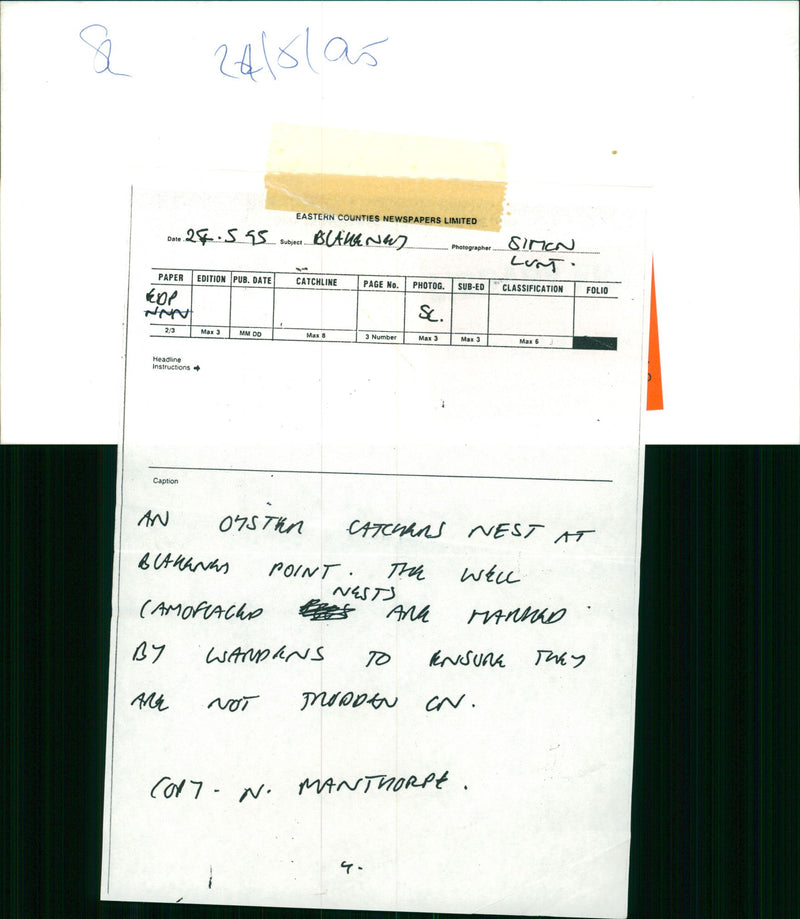 SL 24/5/95
EASTERN COUNTIES NEWSPAPERS LIMITED
Date 24.5 95 Subject BLAKENEY Photographer SIMON
LUNT.
PAPER EDITION PUB. DATE CATCHLINE PAGE No. PHOTOG. SUB-ED CLASSIFICATION FOLIO
EDP
NNN SL.
2/3 Max 3 MM DD Max 8 3 Number Max 3 Max 3 Max 6
Headline
Instructions ➔
Caption
AN OYSTER CATCHERS NEST AT
BLAKENEY POINT. THE WELL
CAMOFLAGED NESTS ARE MARKED
BY WARDENS TO ENSURE THEY
ARE NOT TRODDEN ON.
COPY - N. MANTHORPE.